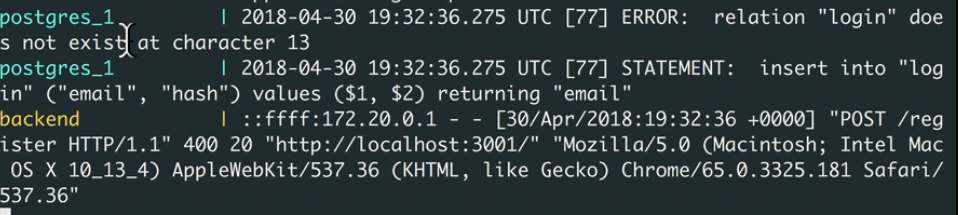 postgres_1       | 2018-04-30 19:32:36.275 UTC [77] ERROR:  relation "login" doe
s not exist at character 13
postgres_1       | 2018-04-30 19:32:36.275 UTC [77] STATEMENT:  insert into "log
in" ("email", "hash") values ($1, $2) returning "email"
backend          | ::ffff:172.20.0.1 - - [30/Apr/2018:19:32:36 +0000] "POST /reg
ister HTTP/1.1" 400 20 "http://localhost:3001/" "Mozilla/5.0 (Macintosh; Intel Mac
 OS X 10_13_4) AppleWebKit/537.36 (KHTML, like Gecko) Chrome/65.0.3325.181 Safari/
537.36"